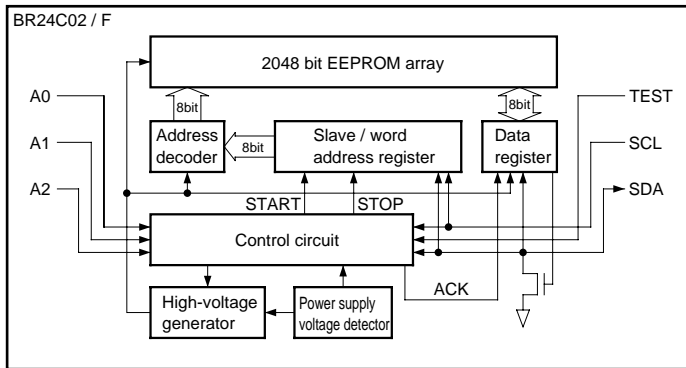 BR24C02 / F
2048 bit EEPROM array
A0
8bit
8bit
TEST
A1
Address
decoder
8bit
Slave / word
address register
Data
register
SCL
A2
START
STOP
SDA
Control circuit
ACK
High-voltage
generator
Power supply
voltage detector